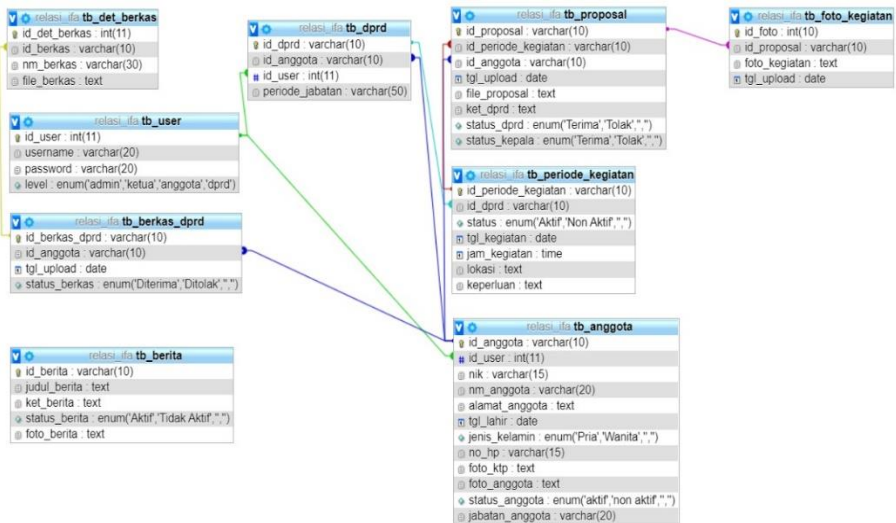 relasi_ifa tb_det_berkas
id_det_berkas : int(11)
id_berkas : varchar(10)
nm_berkas : varchar(30)
file_berkas : text
relasi_ifa tb_user
id_user : int(11)
username : varchar(20)
password : varchar(20)
level : enum('admin','ketua','anggota','dprd')
relasi_ifa tb_berkas_dprd
id_berkas_dprd : varchar(10)
id_anggota : varchar(10)
tgl_upload : date
status_berkas : enum('Diterima','Ditolak','','')
relasi_ifa tb_berita
id_berita : varchar(10)
judul_berita : text
ket_berita : text
status_berita : enum('Aktif','Tidak Aktif','','')
foto_berita : text
relasi_ifa tb_dprd
id_dprd : varchar(10)
id_anggota : varchar(10)
id_user : int(11)
periode_jabatan : varchar(50)
relasi_ifa tb_proposal
id_proposal : varchar(10)
id_periode_kegiatan : varchar(10)
id_anggota : varchar(10)
tgl_upload : date
file_proposal : text
ket_dprd : text
status_dprd : enum('Terima','Tolak','','')
status_kepala : enum('Terima','Tolak','','')
relasi_ifa tb_periode_kegiatan
id_periode_kegiatan : varchar(10)
id_dprd : varchar(10)
status : enum('Aktif','Non Aktif','','')
tgl_kegiatan : date
jam_kegiatan : time
lokasi : text
keperluan : text
relasi_ifa tb_anggota
id_anggota : varchar(10)
id_user : int(11)
nik : varchar(15)
nm_anggota : varchar(20)
alamat_anggota : text
tgl_lahir : date
jenis_kelamin : enum('Pria','Wanita','','')
no_hp : varchar(15)
foto_ktp : text
foto_anggota : text
status_anggota : enum('aktif','non aktif','','')
jabatan_anggota : varchar(20)
relasi_ifa tb_foto_kegiatan
id_foto : int(10)
id_proposal : varchar(10)
foto_kegiatan : text
tgl_upload : date